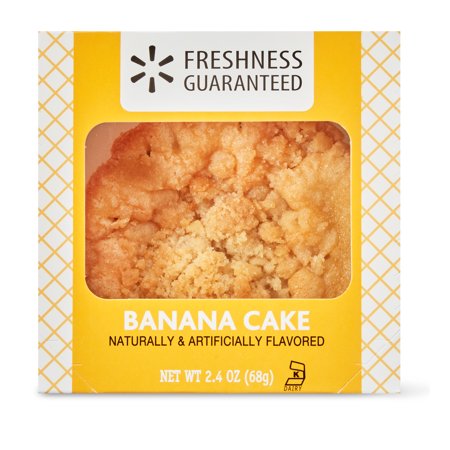 FRESHNESS
GUARANTEED
BANANA CAKE
NATURALLY & ARTIFICIALLY FLAVORED
NET WT 2.4 OZ (68g)
K
DAIRY